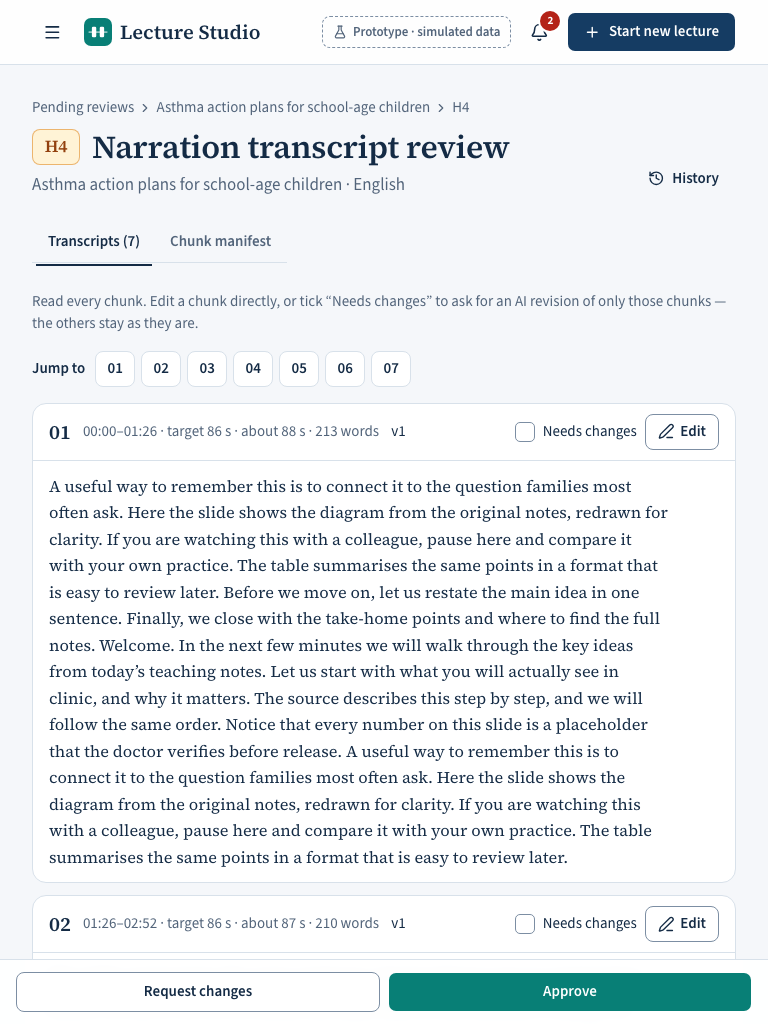 Lecture Studio
Prototype · simulated data
2
Start new lecture
Pending reviews > Asthma action plans for school-age children > H4
H4
Narration transcript review
Asthma action plans for school-age children · English
History
Transcripts (7)
Chunk manifest
Read every chunk. Edit a chunk directly, or tick “Needs changes” to ask for an AI revision of only those chunks —
the others stay as they are.
Jump to 01 02 03 04 05 06 07
01 00:00–01:26 · target 86 s · about 88 s · 213 words v1 Needs changes Edit
A useful way to remember this is to connect it to the question families most
often ask. Here the slide shows the diagram from the original notes, redrawn for
clarity. If you are watching this with a colleague, pause here and compare it
with your own practice. The table summarises the same points in a format that
is easy to review later. Before we move on, let us restate the main idea in one
sentence. Finally, we close with the take-home points and where to find the full
notes. Welcome. In the next few minutes we will walk through the key ideas
from today’s teaching notes. Let us start with what you will actually see in
clinic, and why it matters. The source describes this step by step, and we will
follow the same order. Notice that every number on this slide is a placeholder
that the doctor verifies before release. A useful way to remember this is to
connect it to the question families most often ask. Here the slide shows the
diagram from the original notes, redrawn for clarity. If you are watching this
with a colleague, pause here and compare it with your own practice. The table
summarises the same points in a format that is easy to review later.
02 01:26–02:52 · target 86 s · about 87 s · 210 words v1 Needs changes Edit
Request changes
Approve